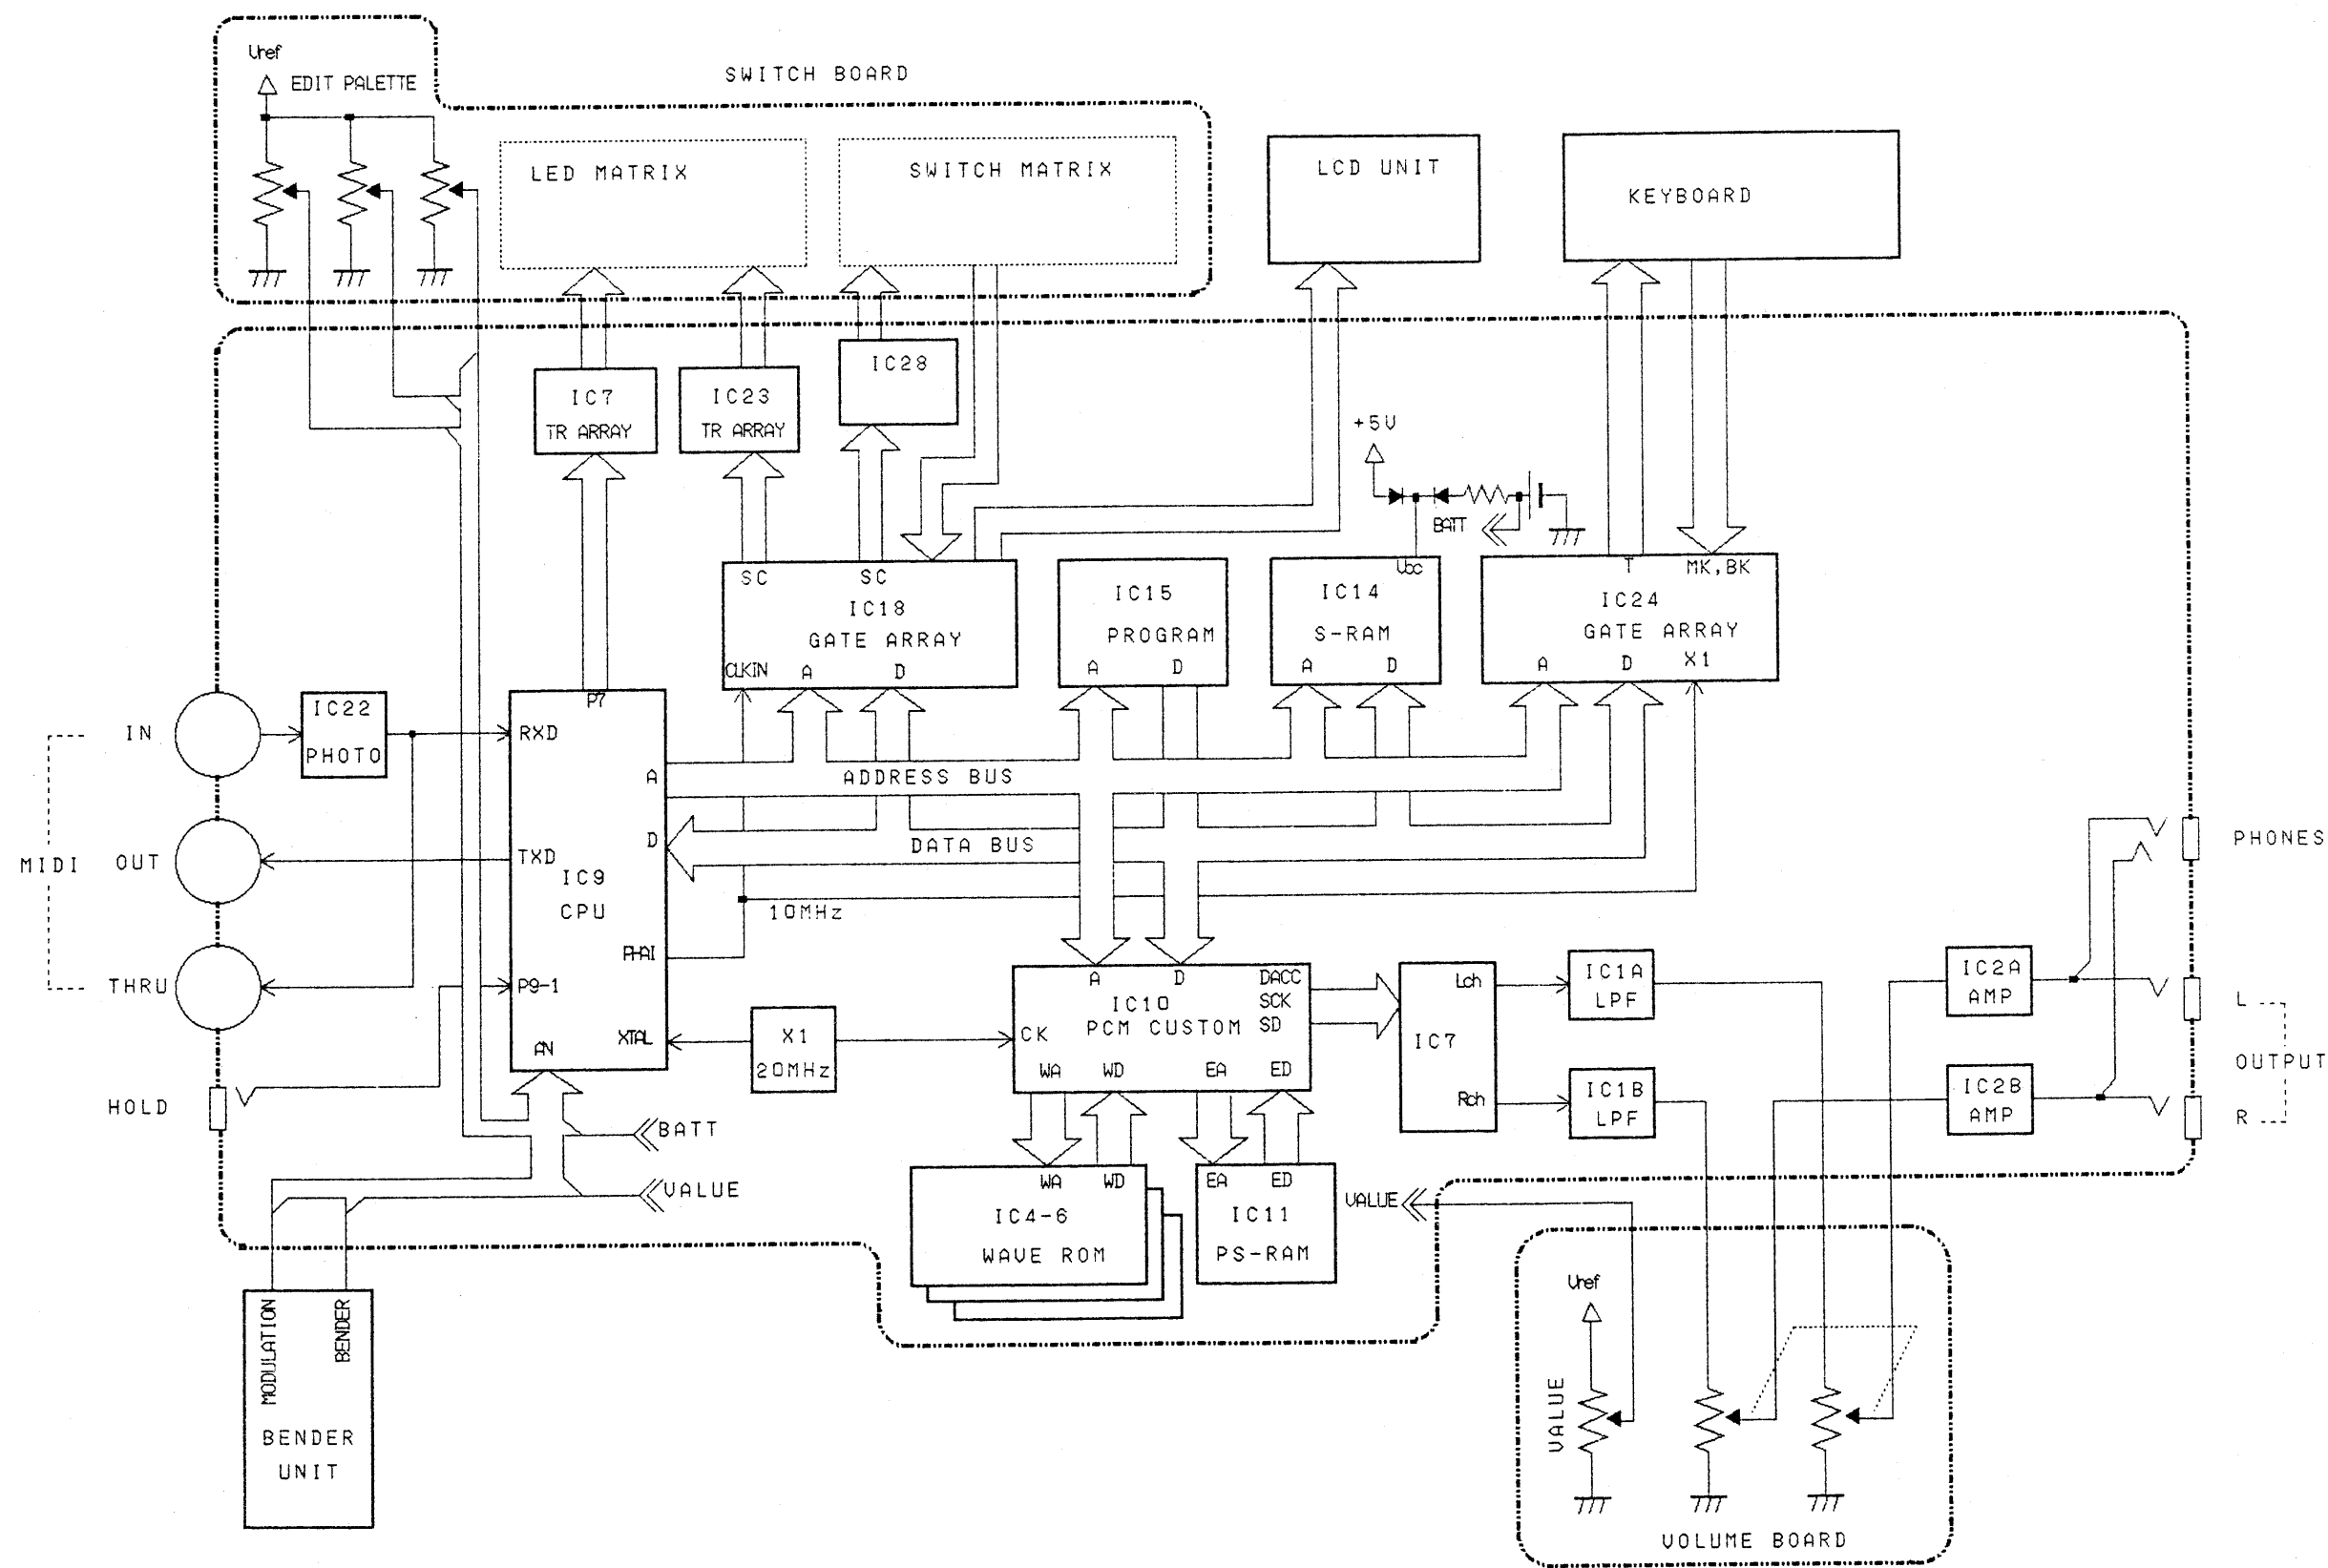 Vref
EDIT PALETTE
SWITCH BOARD
LED MATRIX
SWITCH MATRIX
LCD UNIT
KEYBOARD
IC28
IC7
TR ARRAY
IC23
TR ARRAY
+5V
BATT
SC
SC
IC18
GATE ARRAY
CLKIN
A
D
IC15
PROGRAM
A
D
Vcc
IC14
S-RAM
A
D
T
MK,BK
IC24
GATE ARRAY
A
D
X1
MIDI
IN
OUT
THRU
HOLD
IC22
PHOTO
P7
RXD
A
D
TXD
IC9
CPU
PHAI
P9-1
XTAL
AN
ADDRESS BUS
DATA BUS
10MHz
X1
20MHz
BATT
VALUE
A
D
DACC
SCK
SD
IC10
PCM CUSTOM
CK
WA
WD
EA
ED
WA
WD
IC4-6
WAVE ROM
EA
ED
IC11
PS-RAM
Lch
IC7
Rch
IC1A
LPF
IC1B
LPF
IC2A
AMP
IC2B
AMP
PHONES
L
OUTPUT
R
VALUE
MODULATION
BENDER
BENDER
UNIT
Vref
VALUE
VOLUME BOARD